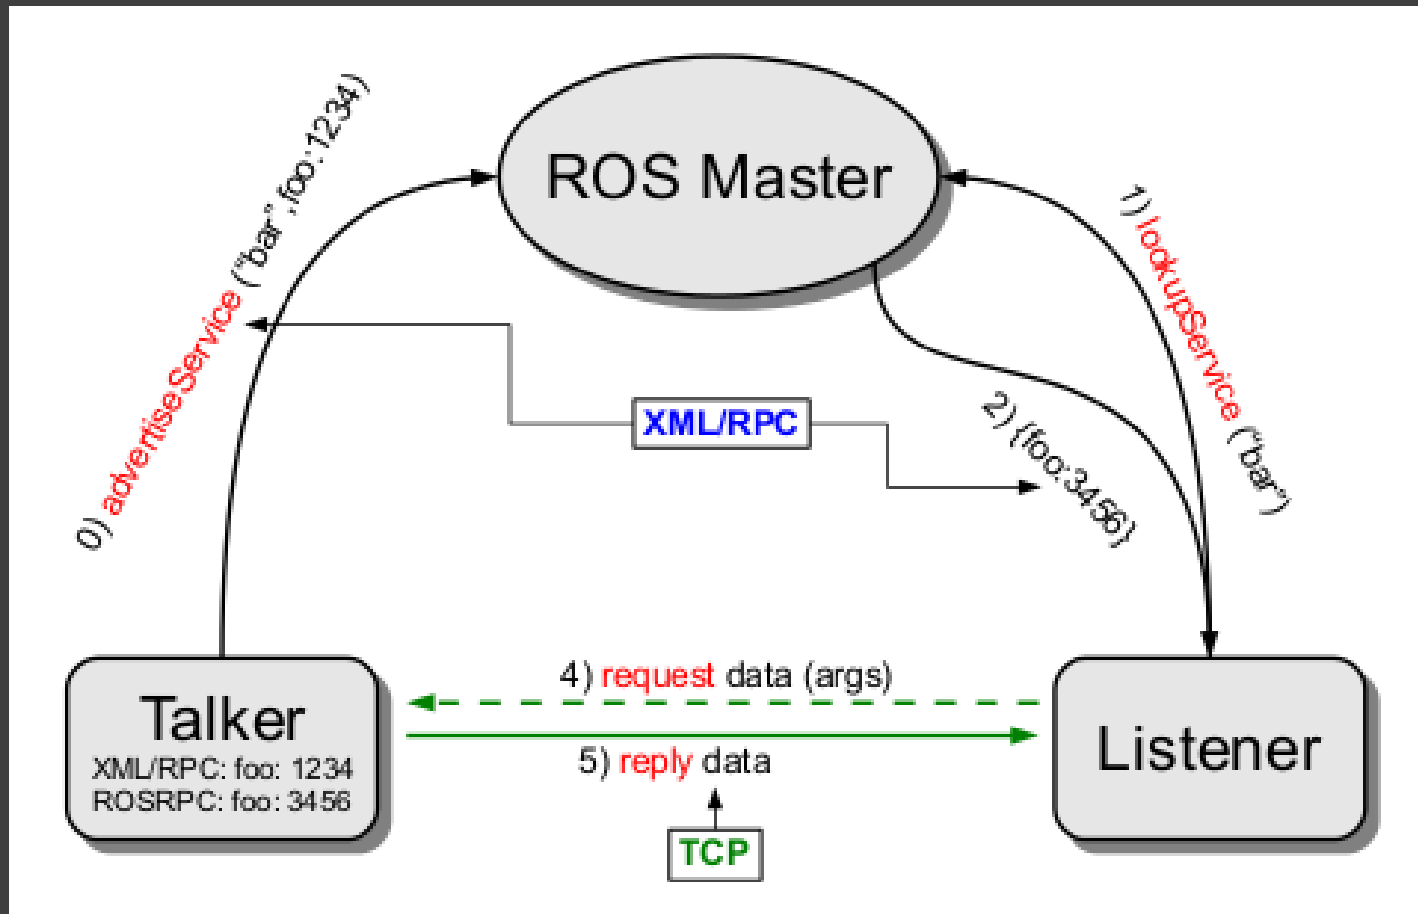 ROS Master
0) advertiseService ("bar",foo:1234)
1) lookupService ("bar")
2) {foo:3456}
XML/RPC
4) request data (args)
5) reply data
TCP
Talker
XML/RPC: foo: 1234
ROSRPC: foo: 3456
Listener